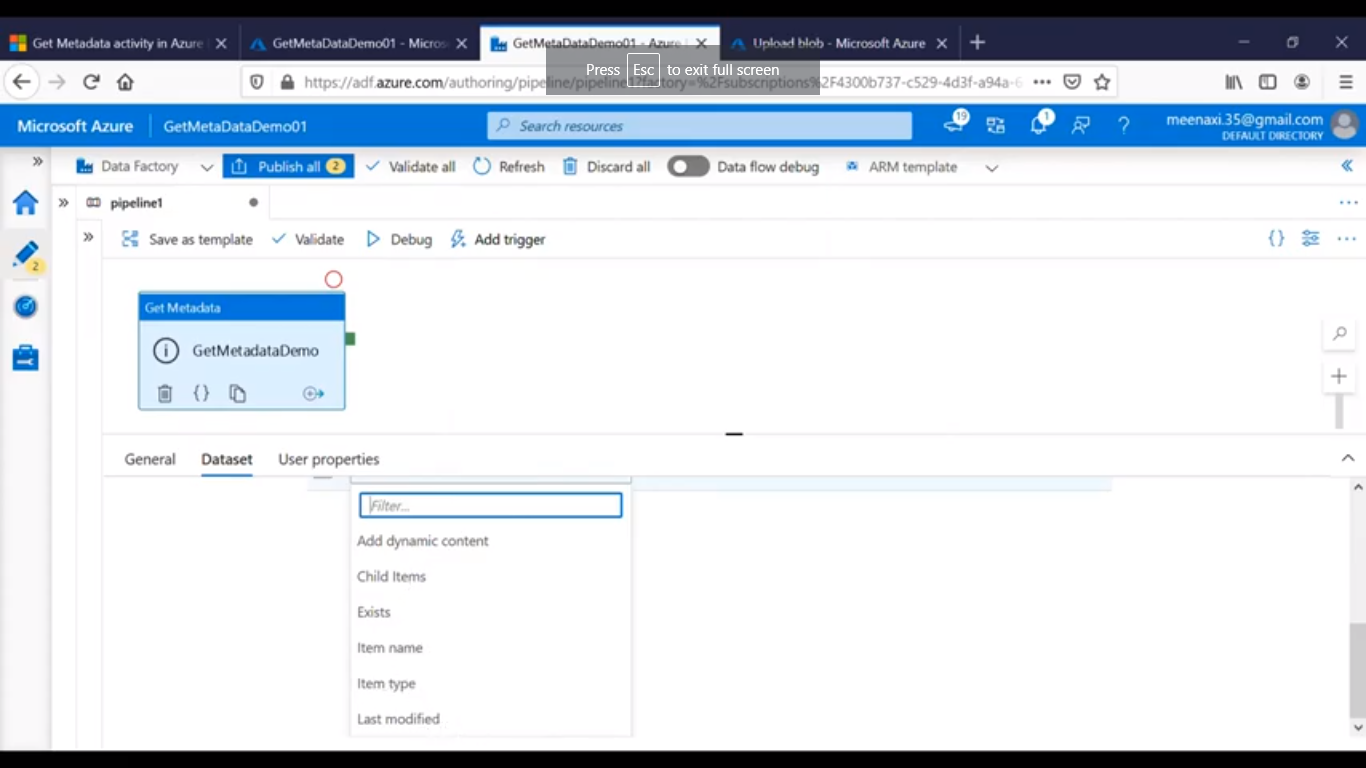 Get Metadata activity in Azure
GetMetaDataDemo01 - Micros
GetMetaDataDemo01 - Azure
Upload blob - Microsoft Azure
Press Esc to exit full screen
https://adf.azure.com/authoring/pipeline/pipeline1?factory=%2Fsubscriptions%2F4300b737-c529-4d3f-a94a-6
Microsoft Azure
GetMetaDataDemo01
Search resources
19
1
?
meenaxi.35@gmail.com
DEFAULT DIRECTORY
Data Factory
Publish all 2
Validate all
Refresh
Discard all
Data flow debug
ARM template
pipeline1
2
Save as template
Validate
Debug
Add trigger
{}
Get Metadata
GetMetadataDemo
{}
General
Dataset
User properties
Filter...
Add dynamic content
Child Items
Exists
Item name
Item type
Last modified